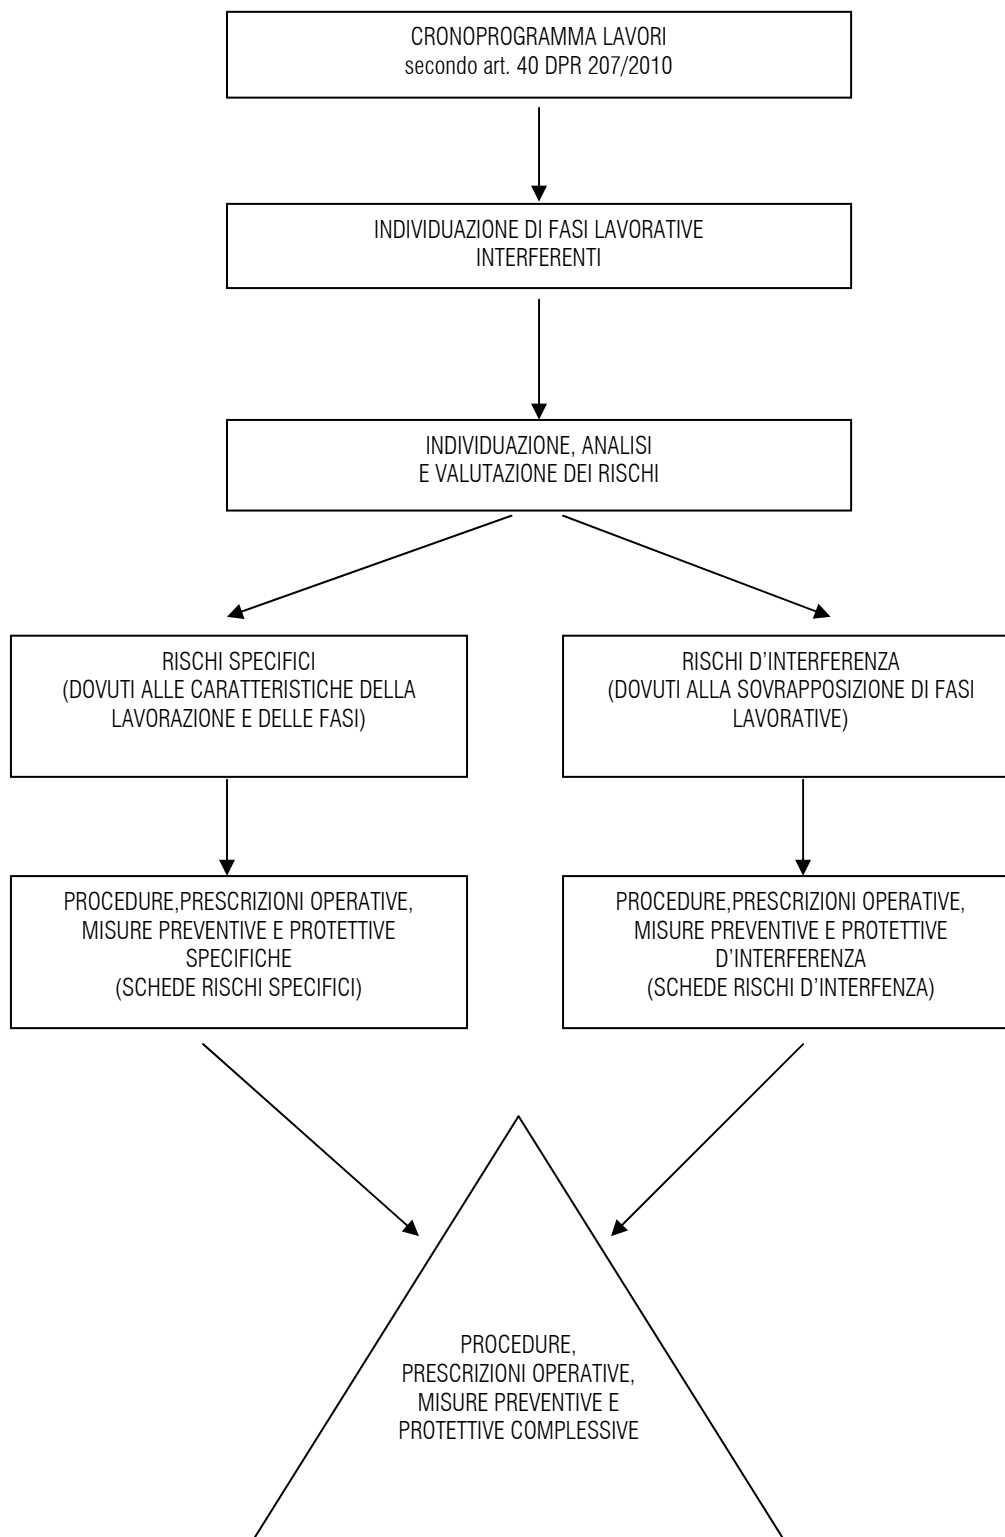 CRONOPROGRAMMA LAVORI
secondo art. 40 DPR 207/2010
INDIVIDUAZIONE DI FASI LAVORATIVE
INTERFERENTI
INDIVIDUAZIONE, ANALISI
E VALUTAZIONE DEI RISCHI
RISCHI SPECIFICI
(DOVUTI ALLE CARATTERISTICHE DELLA
LAVORAZIONE E DELLE FASI)
RISCHI D’INTERFERENZA
(DOVUTI ALLA SOVRAPPOSIZIONE DI FASI
LAVORATIVE)
PROCEDURE,PRESCRIZIONI OPERATIVE,
MISURE PREVENTIVE E PROTETTIVE
SPECIFICHE
(SCHEDE RISCHI SPECIFICI)
PROCEDURE,PRESCRIZIONI OPERATIVE,
MISURE PREVENTIVE E PROTETTIVE
D’INTERFERENZA
(SCHEDE RISCHI D’INTERFENZA)
PROCEDURE,
PRESCRIZIONI OPERATIVE,
MISURE PREVENTIVE E
PROTETTIVE COMPLESSIVE